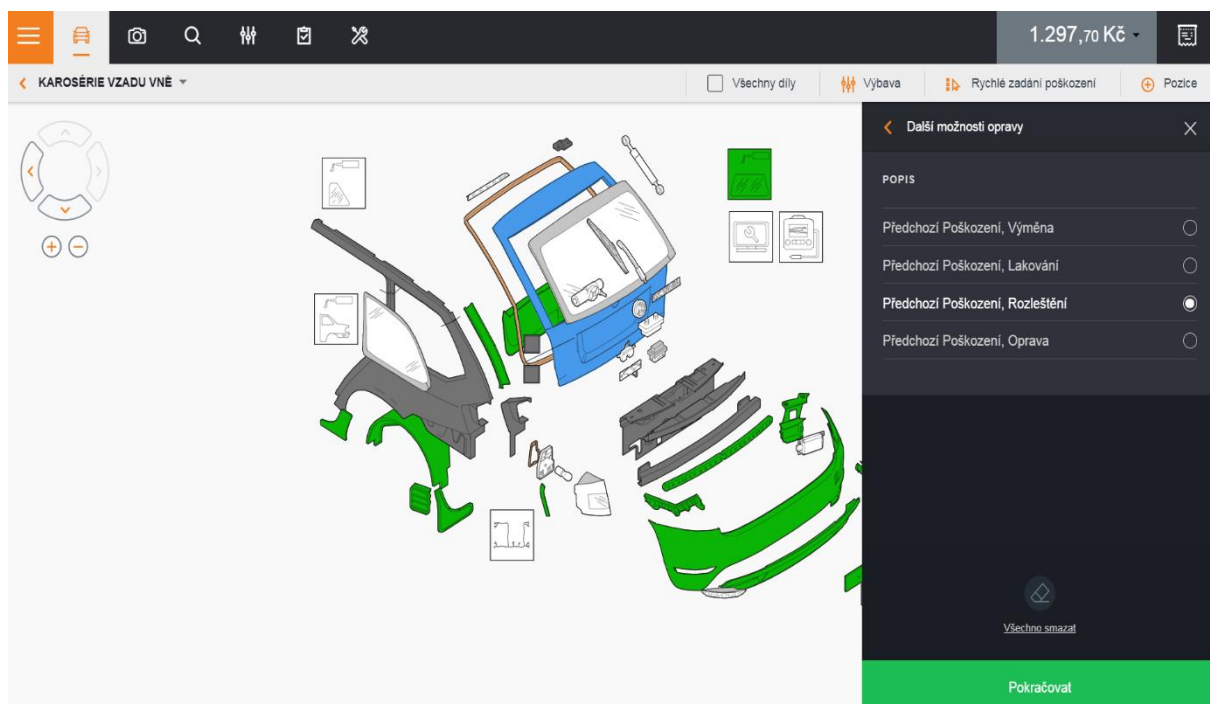 1.297,70 Kč
KAROSÉRIE VZADU VNĚ
Všechny díly
Výbava
Rychlé zadání poškození
Pozice
Další možnosti opravy
POPIS
Předchozí Poškození, Výměna
Předchozí Poškození, Lakování
Předchozí Poškození, Rozleštění
Předchozí Poškození, Oprava
Všechno smazat
Pokračovat